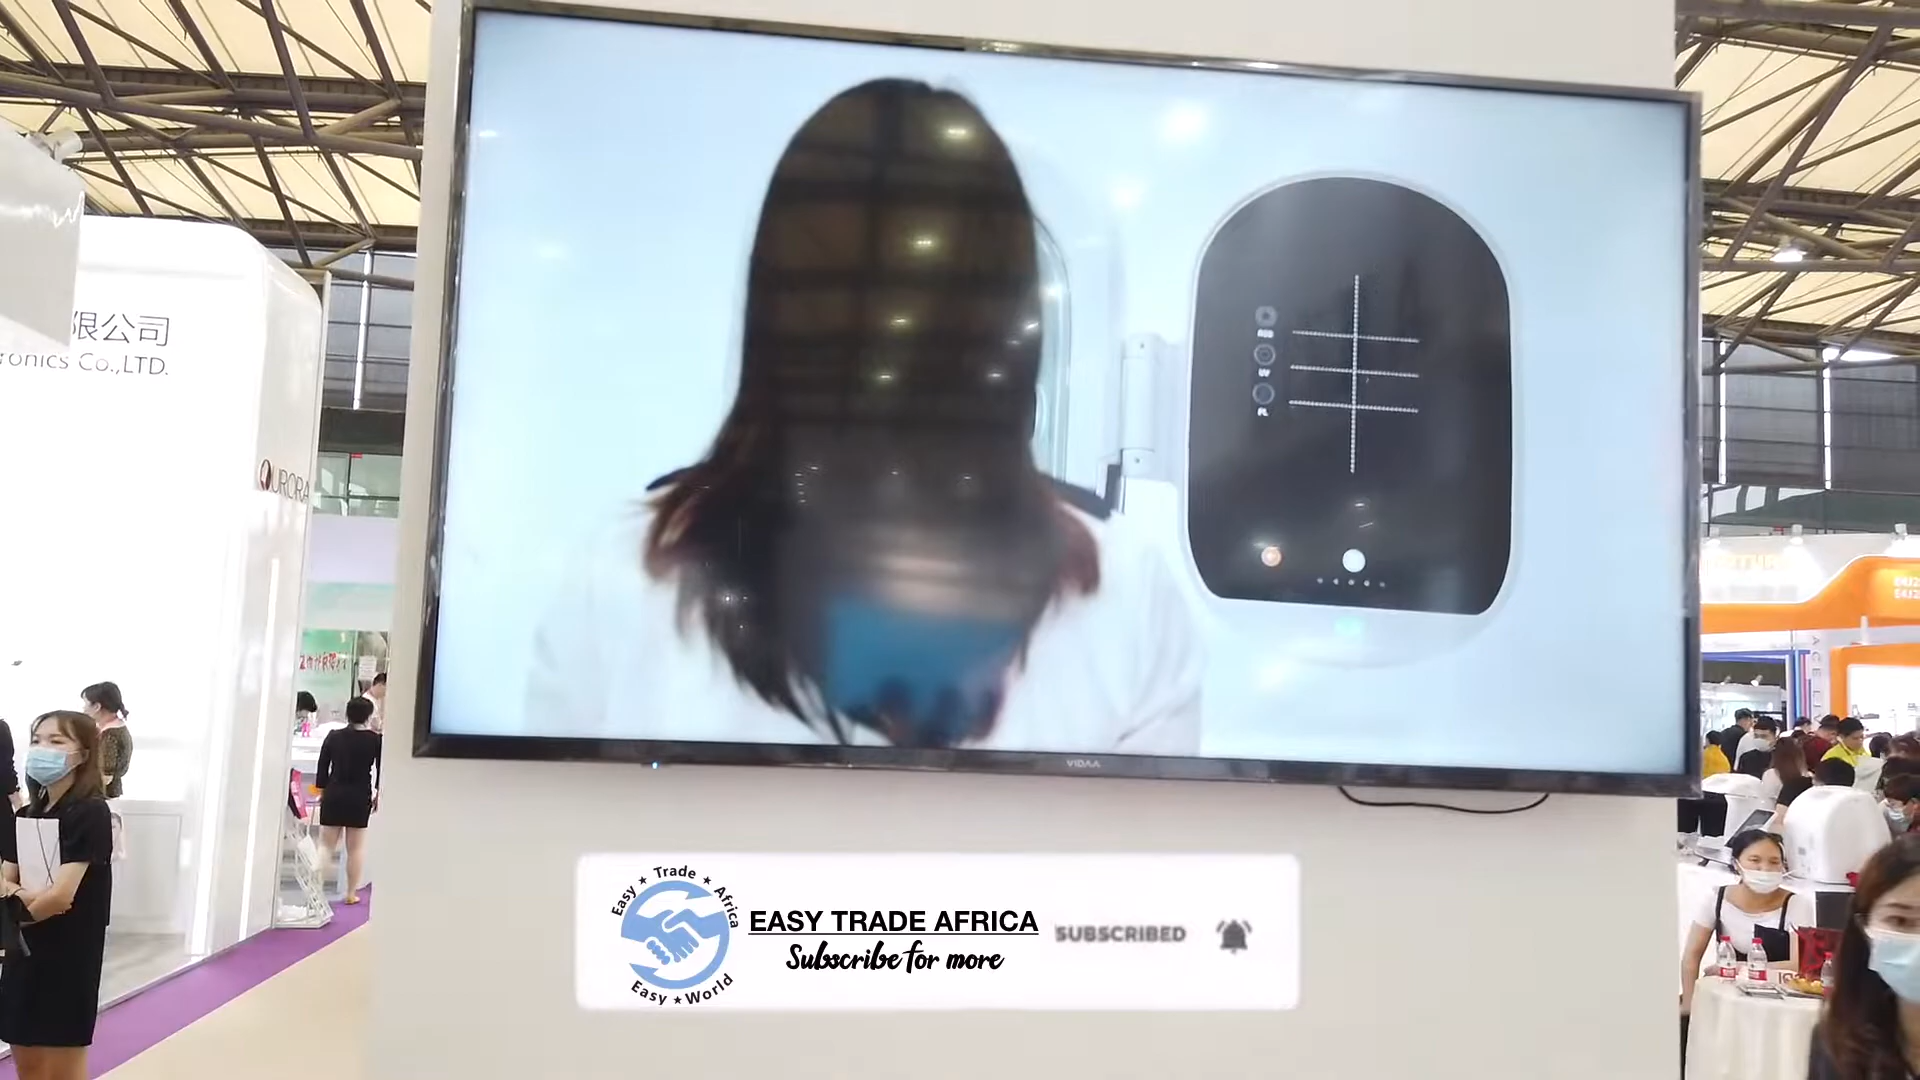 限公司
ronics Co.,LTD.
URORA
RGB
UV
PL
VIDAA
Easy ★ Trade ★ Africa
Easy ★ World
EASY TRADE AFRICA
Subscribe for more
SUBSCRIBED